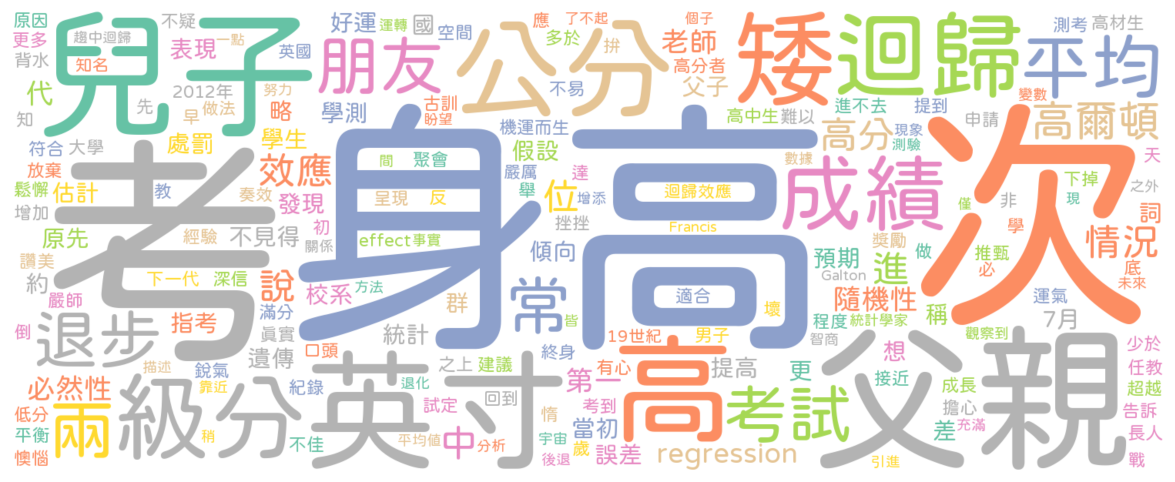 原因 不疑 好運 運轉 國 空間 應 了不起 個子 測考 高材生
更多 趨中迴歸 表現 一點 兒子 朋友 公分 多於 拚 老師 矮 迴歸 平均
背水 知名 英國 高分者
代 2012年 努力 略 古訓 不易 父子 進不去 提到 變數
知 先 早 做法 學測 盼望 機運而生 高中生 難以 高分 現象 申請 高爾頓
符合 大學 處罰 學生 假設 測驗 次 天
放棄 間 聚會 嚴厲 達 數據
鬆懈 估計 教 奏效 效應 身高 舉 位 增添 迴歸效應 成績 下掉 之外
增加 考 發現 呈現 反 僅 非 現 詞
原先 經驗 不見得 初 關係 effect 事實 傾向 挫挫 Francis 獎勵 做 學 情況
讚美 下一代 深信 說 常 預期 進 推甄 必 底
約 群 適合 Galton 未來
嚴師 滿分 校系 方法 皆 壞 隨機性 運氣
倒 退步 指考 真實 統計 19世紀 男子 程度 統計學家 稱 7月 觀察到
描述 遺傳 口頭 之上 建議 終身 有心 高 提高 智商 想 父親 少於
必然性 銳氣 英寸 第一 更 接近 成長 任教
低分 兩 級分 靠近 紀錄 退化 回到 考到 考試 超越
平衡 試定 惰 當初 擔心 告訴
稍 不佳 平均值 中 分析 宇宙 歲 差 充滿 長人
懊惱 後退 誤差 regression 引進 戰